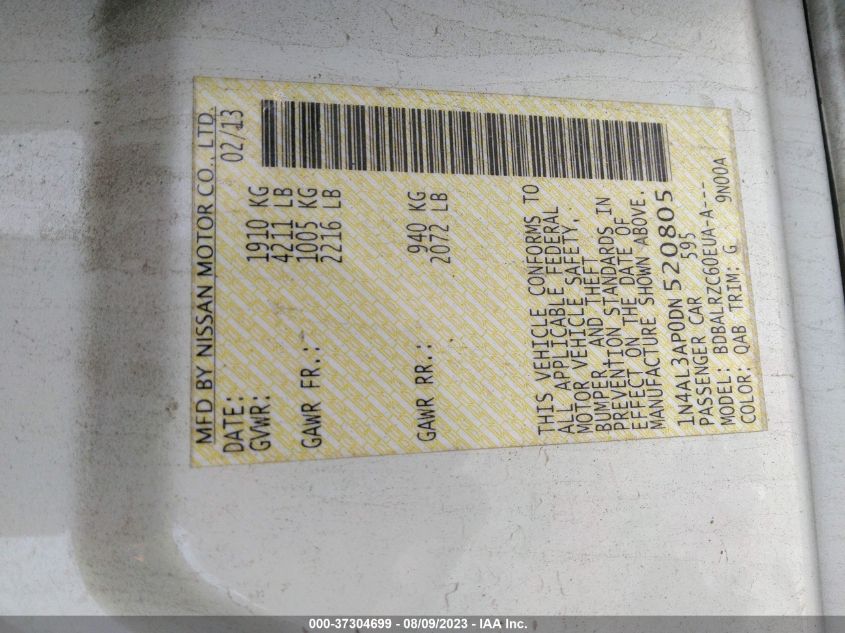 MFD BY NISSAN MOTOR CO., LTD.
DATE: 02/13
GVWR: 1910 KG
4211 LB
GAWR FR.: 1005 KG
2216 LB
GAWR RR.: 940 KG
2072 LB
THIS VEHICLE CONFORMS TO
ALL APPLICABLE FEDERAL
MOTOR VEHICLE SAFETY,
BUMPER, AND THEFT
PREVENTION STANDARDS IN
EFFECT ON THE DATE OF
MANUFACTURE SHOWN ABOVE.
1N4AL3AP0DN520805
PASSENGER CAR 595
MODEL: BDBALRZC60EUA-A---
COLOR: QAB TRIM: G 9N00A
000-37304699 - 08/09/2023 - IAA Inc.